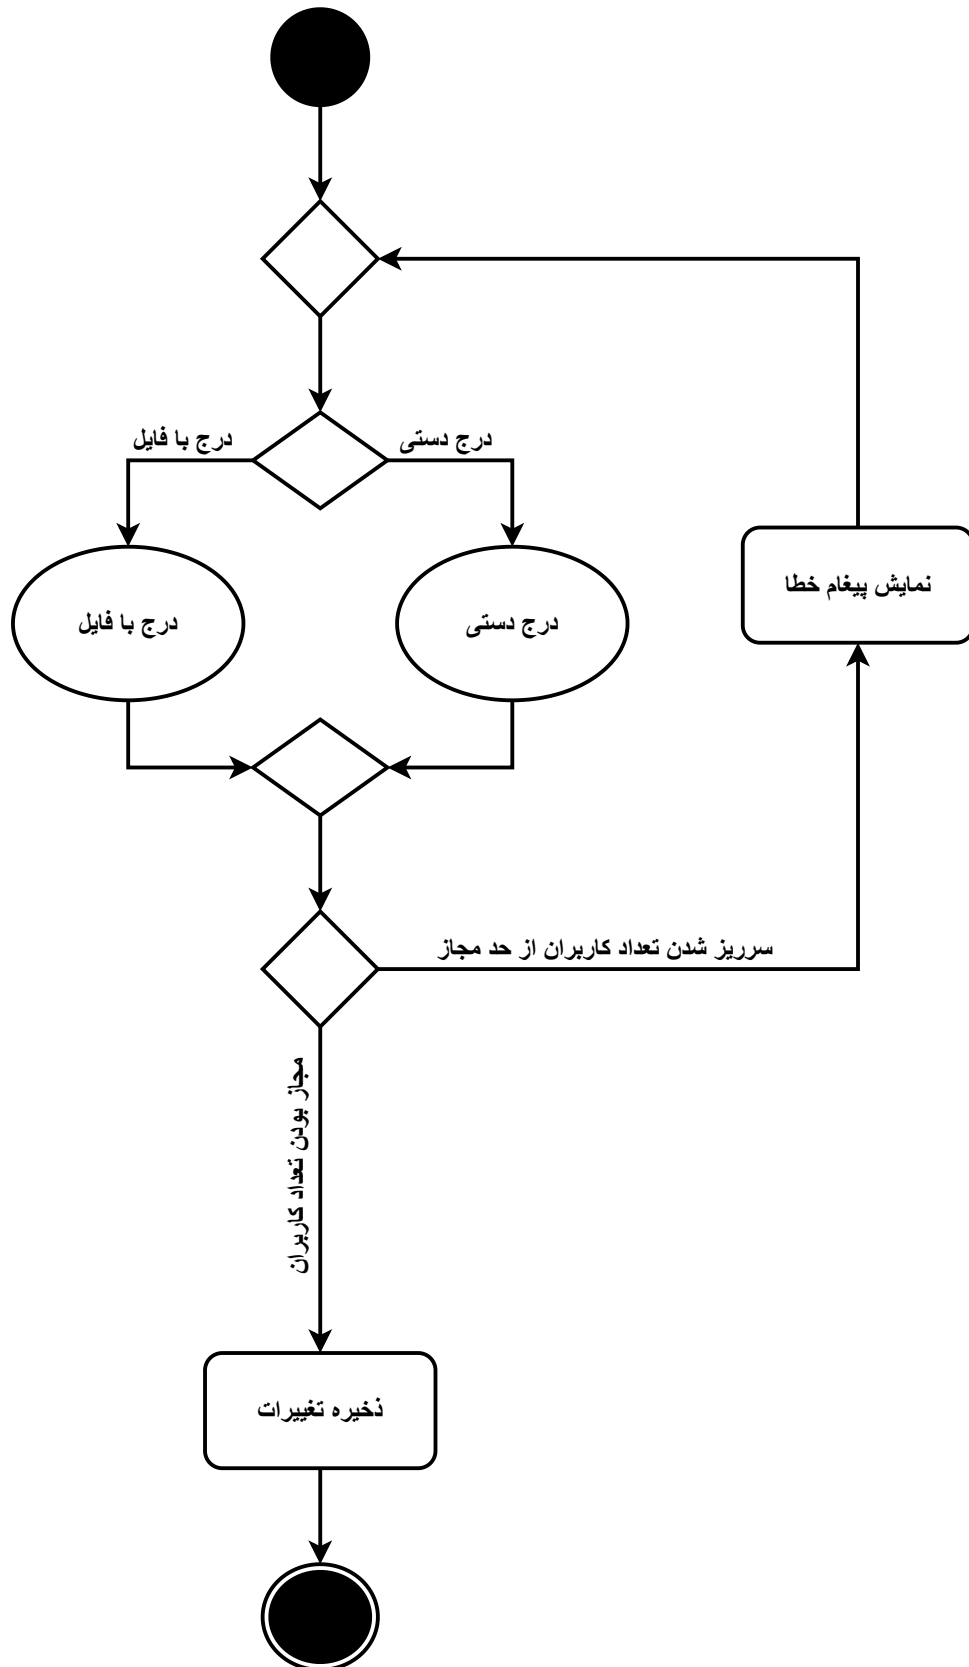 درج دستی
درج با فایل
نمایش پیغام خطا
درج دستی
درج با فایل
سرریز شدن تعداد کاربران از حد مجاز
مجاز بودن تعداد کاربران
ذخیره تغییرات